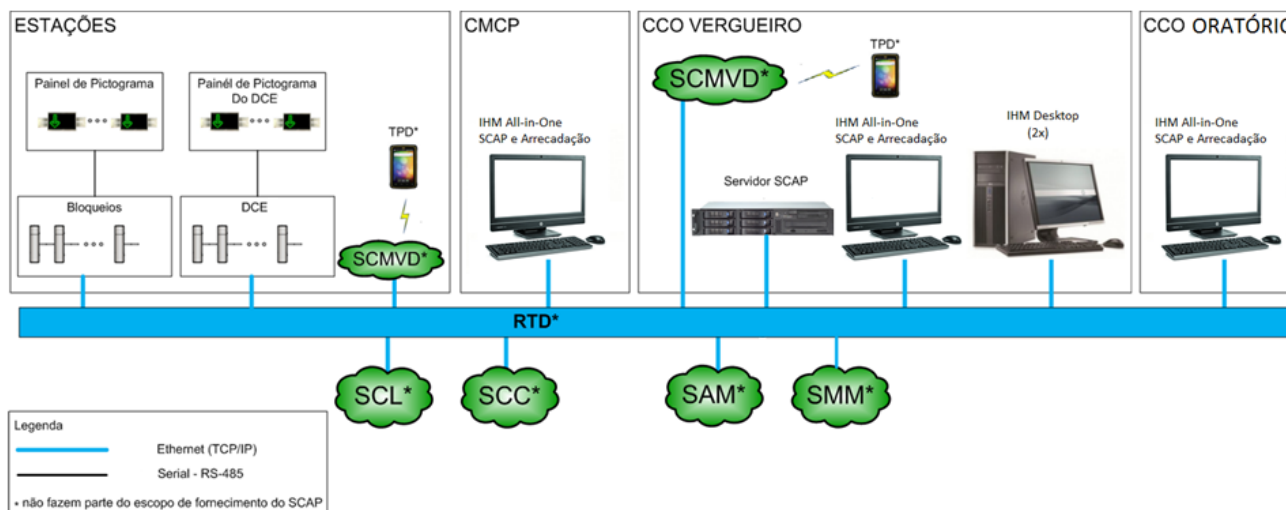 ESTAÇÕES
Painel de Pictograma
Painél de Pictograma
Do DCE
TPD*
Bloqueios
DCE
SCMVD*
CMCP
IHM All-in-One
SCAP e Arrecadação
CCO VERGUEIRO
SCMVD*
TPD*
Servidor SCAP
IHM All-in-One
SCAP e Arrecadação
IHM Desktop
(2x)
CCO ORATÓRIO
IHM All-in-One
SCAP e Arrecadação
RTD*
SCL*
SCC*
SAM*
SMM*
Legenda
Ethernet (TCP/IP)
Serial - RS-485
* não fazem parte do escopo de fornecimento do SCAP